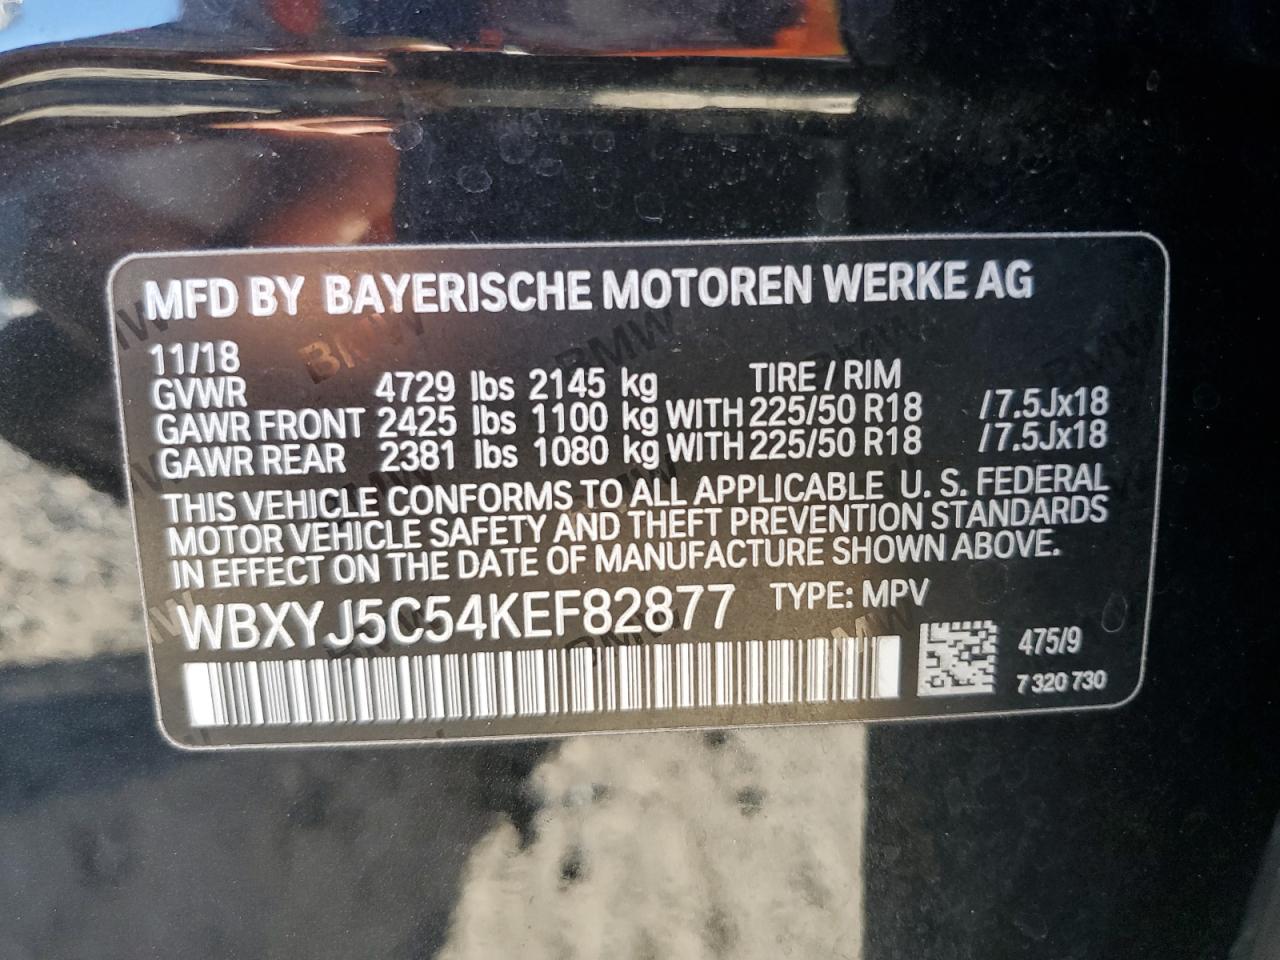 MFD BY BAYERISCHE MOTOREN WERKE AG
11/18
GVWR 4729 lbs 2145 kg TIRE / RIM
GAWR FRONT 2425 lbs 1100 kg WITH 225/50 R18 /7.5Jx18
GAWR REAR 2381 lbs 1080 kg WITH 225/50 R18 /7.5Jx18
THIS VEHICLE CONFORMS TO ALL APPLICABLE U. S. FEDERAL
MOTOR VEHICLE SAFETY AND THEFT PREVENTION STANDARDS
IN EFFECT ON THE DATE OF MANUFACTURE SHOWN ABOVE.
WBXYJ5C54KEF82877 TYPE: MPV
475/9
7 320 730